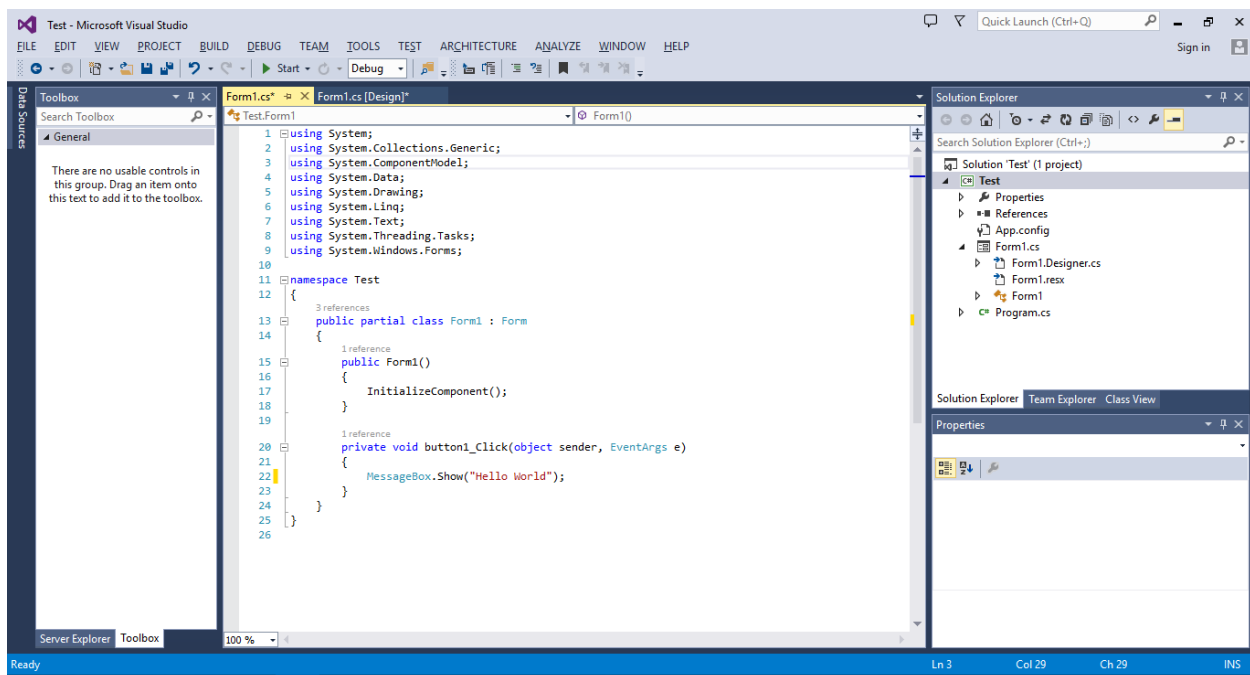 Test - Microsoft Visual Studio
Quick Launch (Ctrl+Q)
FILE EDIT VIEW PROJECT BUILD DEBUG TEAM TOOLS TEST ARCHITECTURE ANALYZE WINDOW HELP
Sign in
Start
Debug
Data Sources
Toolbox
Search Toolbox
General
There are no usable controls in
this group. Drag an item onto
this text to add it to the toolbox.
Server Explorer Toolbox
Form1.cs* Form1.cs [Design]*
Test.Form1 Form1()
1 using System;
2 using System.Collections.Generic;
3 using System.ComponentModel;
4 using System.Data;
5 using System.Drawing;
6 using System.Linq;
7 using System.Text;
8 using System.Threading.Tasks;
9 using System.Windows.Forms;
10
11 namespace Test
12 {
3 references
13 public partial class Form1 : Form
14 {
1 reference
15 public Form1()
16 {
17 InitializeComponent();
18 }
19
1 reference
20 private void button1_Click(object sender, EventArgs e)
21 {
22 MessageBox.Show("Hello World");
23 }
24 }
25 }
26
100 %
Solution Explorer
Search Solution Explorer (Ctrl+;)
Solution 'Test' (1 project)
C# Test
Properties
References
App.config
Form1.cs
Form1.Designer.cs
Form1.resx
Form1
C# Program.cs
Solution Explorer Team Explorer Class View
Properties
Ready
Ln 3 Col 29 Ch 29 INS